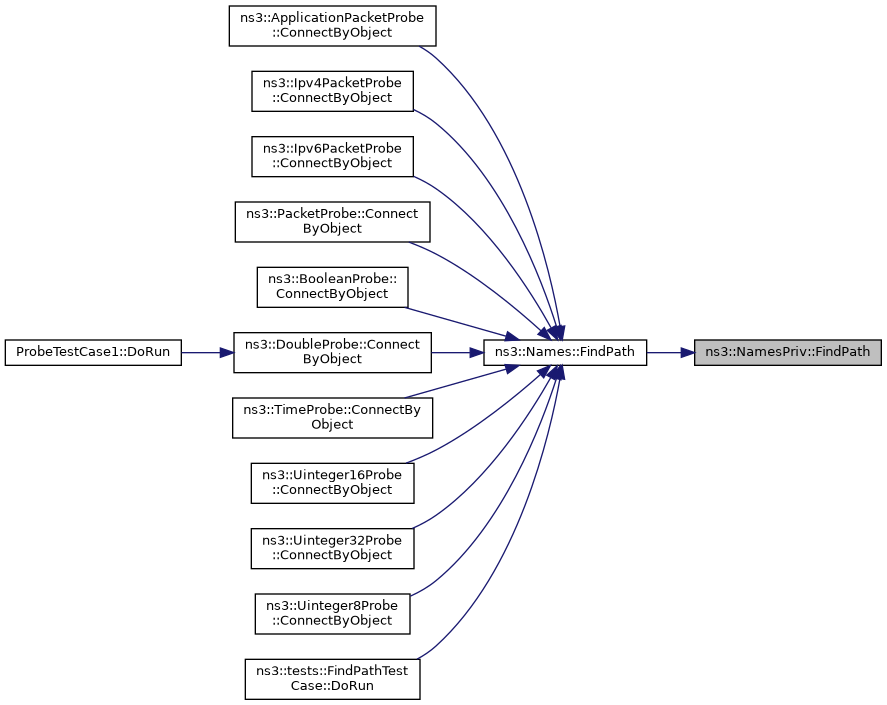 ns3::ApplicationPacketProbe
::ConnectByObject
ns3::Ipv4PacketProbe
::ConnectByObject
ns3::Ipv6PacketProbe
::ConnectByObject
ns3::PacketProbe::Connect
ByObject
ns3::BooleanProbe::
ConnectByObject
ProbeTestCase1::DoRun
ns3::DoubleProbe::Connect
ByObject
ns3::Names::FindPath
ns3::NamesPriv::FindPath
ns3::TimeProbe::ConnectBy
Object
ns3::Uinteger16Probe
::ConnectByObject
ns3::Uinteger32Probe
::ConnectByObject
ns3::Uinteger8Probe
::ConnectByObject
ns3::tests::FindPathTest
Case::DoRun